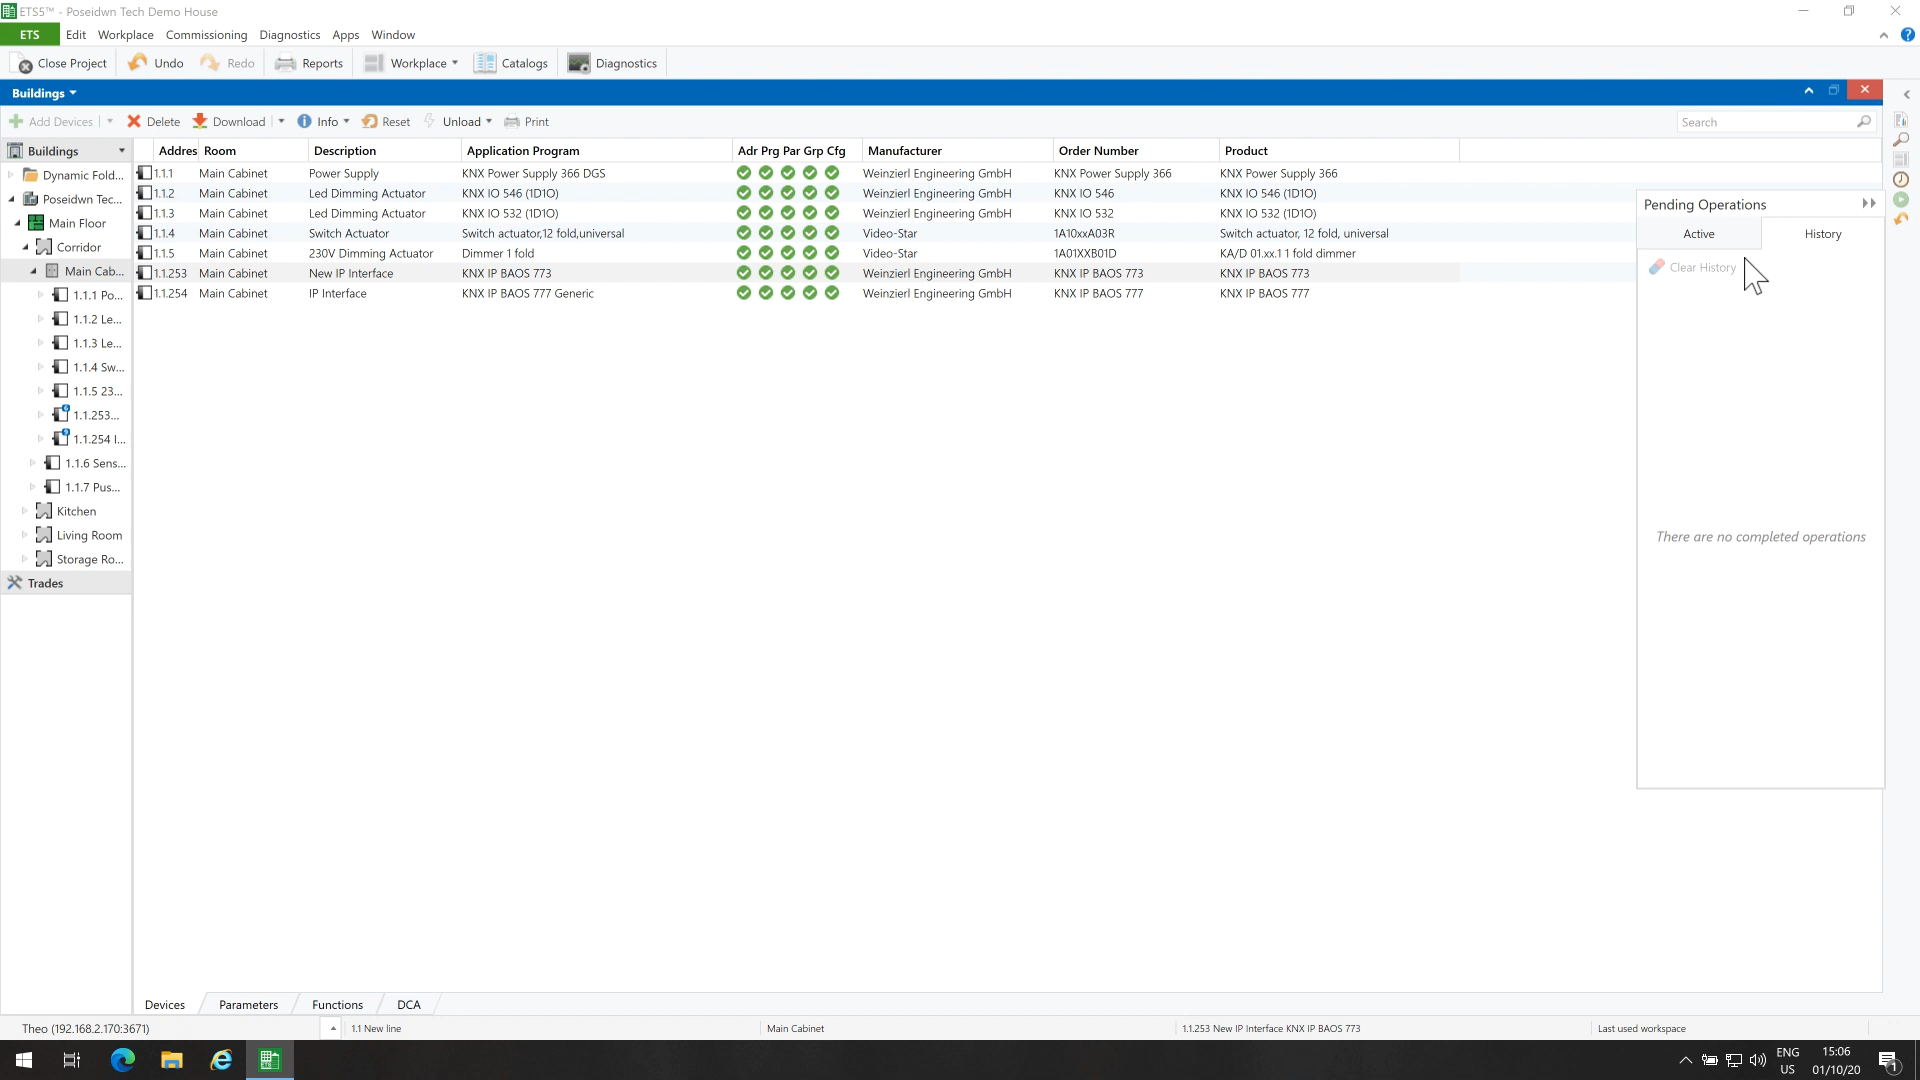 ETS5™ - Poseidwn Tech Demo House
ETS Edit Workplace Commissioning Diagnostics Apps Window
Close Project Undo Redo Reports Workplace Catalogs Diagnostics
Buildings
Add Devices Delete Download Info Reset Unload Print Search
Buildings
Dynamic Fold...
Poseidwn Tec...
Main Floor
Corridor
Main Cab...
1.1.1 Po...
1.1.2 Le...
1.1.3 Le...
1.1.4 Sw...
1.1.5 23...
1.1.253...
1.1.254 I...
1.1.6 Sens...
1.1.7 Pus...
Kitchen
Living Room
Storage Ro...
Trades
Addres Room Description Application Program Adr Prg Par Grp Cfg Manufacturer Order Number Product
1.1.1 Main Cabinet Power Supply KNX Power Supply 366 DGS Weinzierl Engineering GmbH KNX Power Supply 366 KNX Power Supply 366
1.1.2 Main Cabinet Led Dimming Actuator KNX IO 546 (1D1O) Weinzierl Engineering GmbH KNX IO 546 KNX IO 546 (1D1O)
1.1.3 Main Cabinet Led Dimming Actuator KNX IO 532 (1D1O) Weinzierl Engineering GmbH KNX IO 532 KNX IO 532 (1D1O)
1.1.4 Main Cabinet Switch Actuator Switch actuator,12 fold,universal Video-Star 1A10xxA03R Switch actuator, 12 fold, universal
1.1.5 Main Cabinet 230V Dimming Actuator Dimmer 1 fold Video-Star 1A01XXB01D KA/D 01.xx.1 1 fold dimmer
1.1.253 Main Cabinet New IP Interface KNX IP BAOS 773 Weinzierl Engineering GmbH KNX IP BAOS 773 KNX IP BAOS 773
1.1.254 Main Cabinet IP Interface KNX IP BAOS 777 Generic Weinzierl Engineering GmbH KNX IP BAOS 777 KNX IP BAOS 777
Pending Operations
Active History
Clear History
There are no completed operations
Devices Parameters Functions DCA
Theo (192.168.2.170:3671) 1.1 New line Main Cabinet 1.1.253 New IP Interface KNX IP BAOS 773 Last used workspace
ENG 15:06
US 01/10/20
1